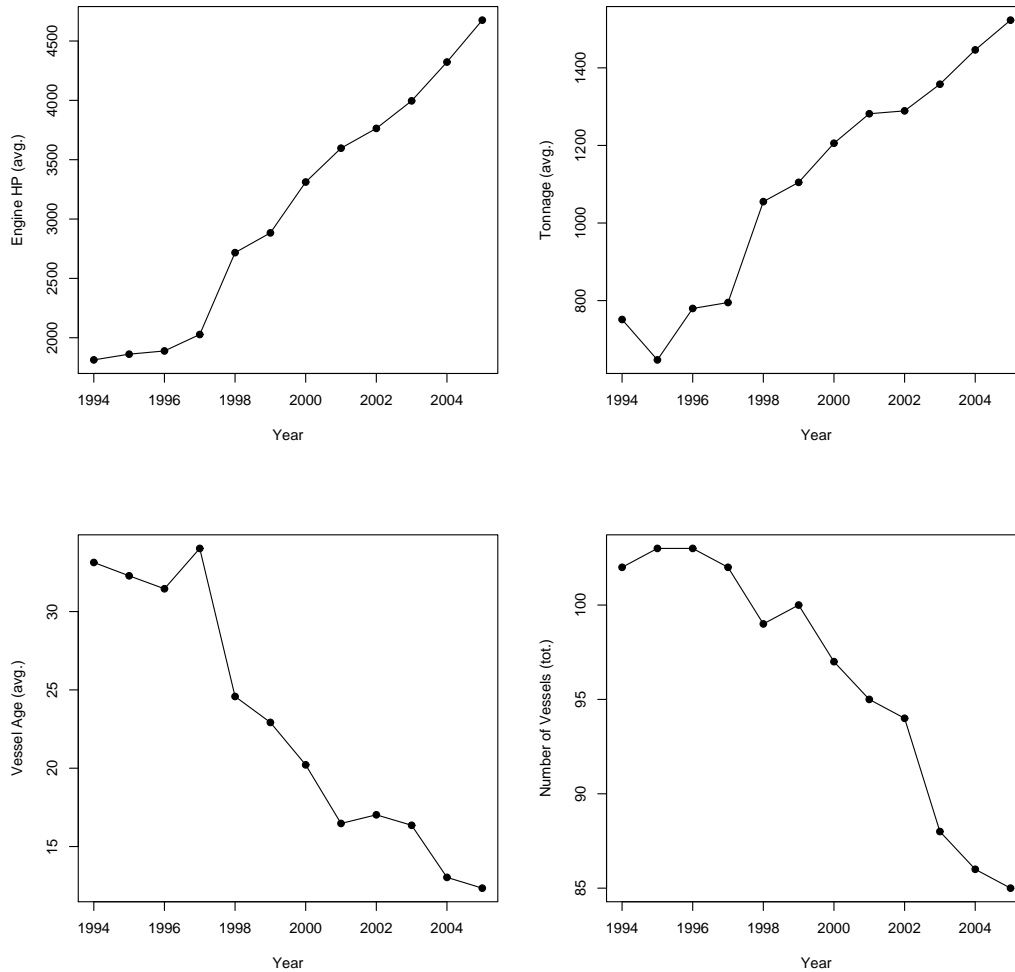 Engine HP (avg.)
4500
4000
3500
3000
2500
2000
1994 1996 1998 2000 2002 2004
Year
Tonnage (avg.)
1400
1200
1000
800
1994 1996 1998 2000 2002 2004
Year
Vessel Age (avg.)
30
25
20
15
1994 1996 1998 2000 2002 2004
Year
Number of Vessels (tot.)
100
95
90
85
1994 1996 1998 2000 2002 2004
Year